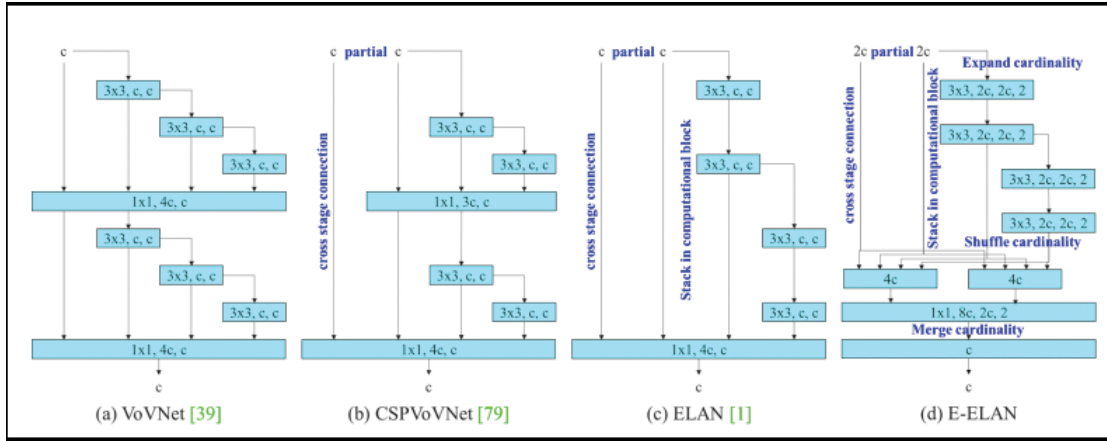 c
3x3, c, c
3x3, c, c
3x3, c, c
1x1, 4c, c
3x3, c, c
3x3, c, c
3x3, c, c
1x1, 4c, c
c
(a) VoVNet [39]
c partial c
cross stage connection
3x3, c, c
3x3, c, c
1x1, 3c, c
3x3, c, c
3x3, c, c
1x1, 4c, c
c
(b) CSPVoVNet [79]
c partial c
cross stage connection
Stack in computational block
3x3, c, c
3x3, c, c
3x3, c, c
3x3, c, c
1x1, 4c, c
c
(c) ELAN [1]
2c partial 2c
Expand cardinality
cross stage connection
Stack in computational block
3x3, 2c, 2c, 2
3x3, 2c, 2c, 2
3x3, 2c, 2c, 2
3x3, 2c, 2c, 2
Shuffle cardinality
4c
4c
1x1, 8c, 2c, 2
Merge cardinality
c
c
(d) E-ELAN